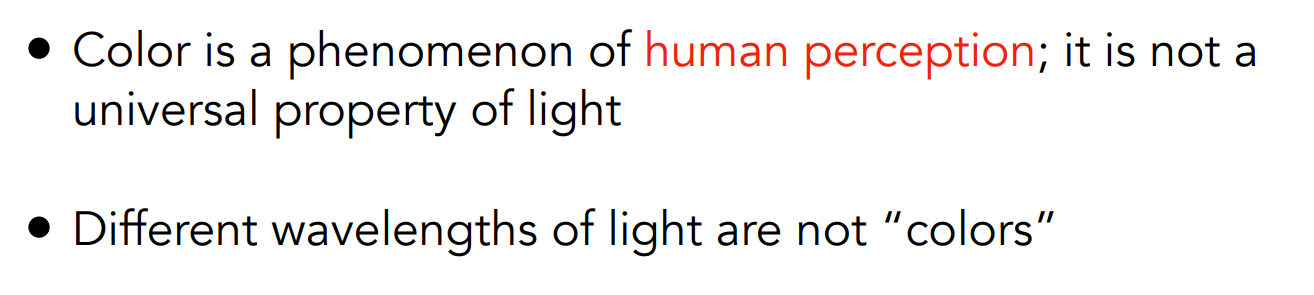 • Color is a phenomenon of human perception; it is not a
universal property of light
• Different wavelengths of light are not “colors”